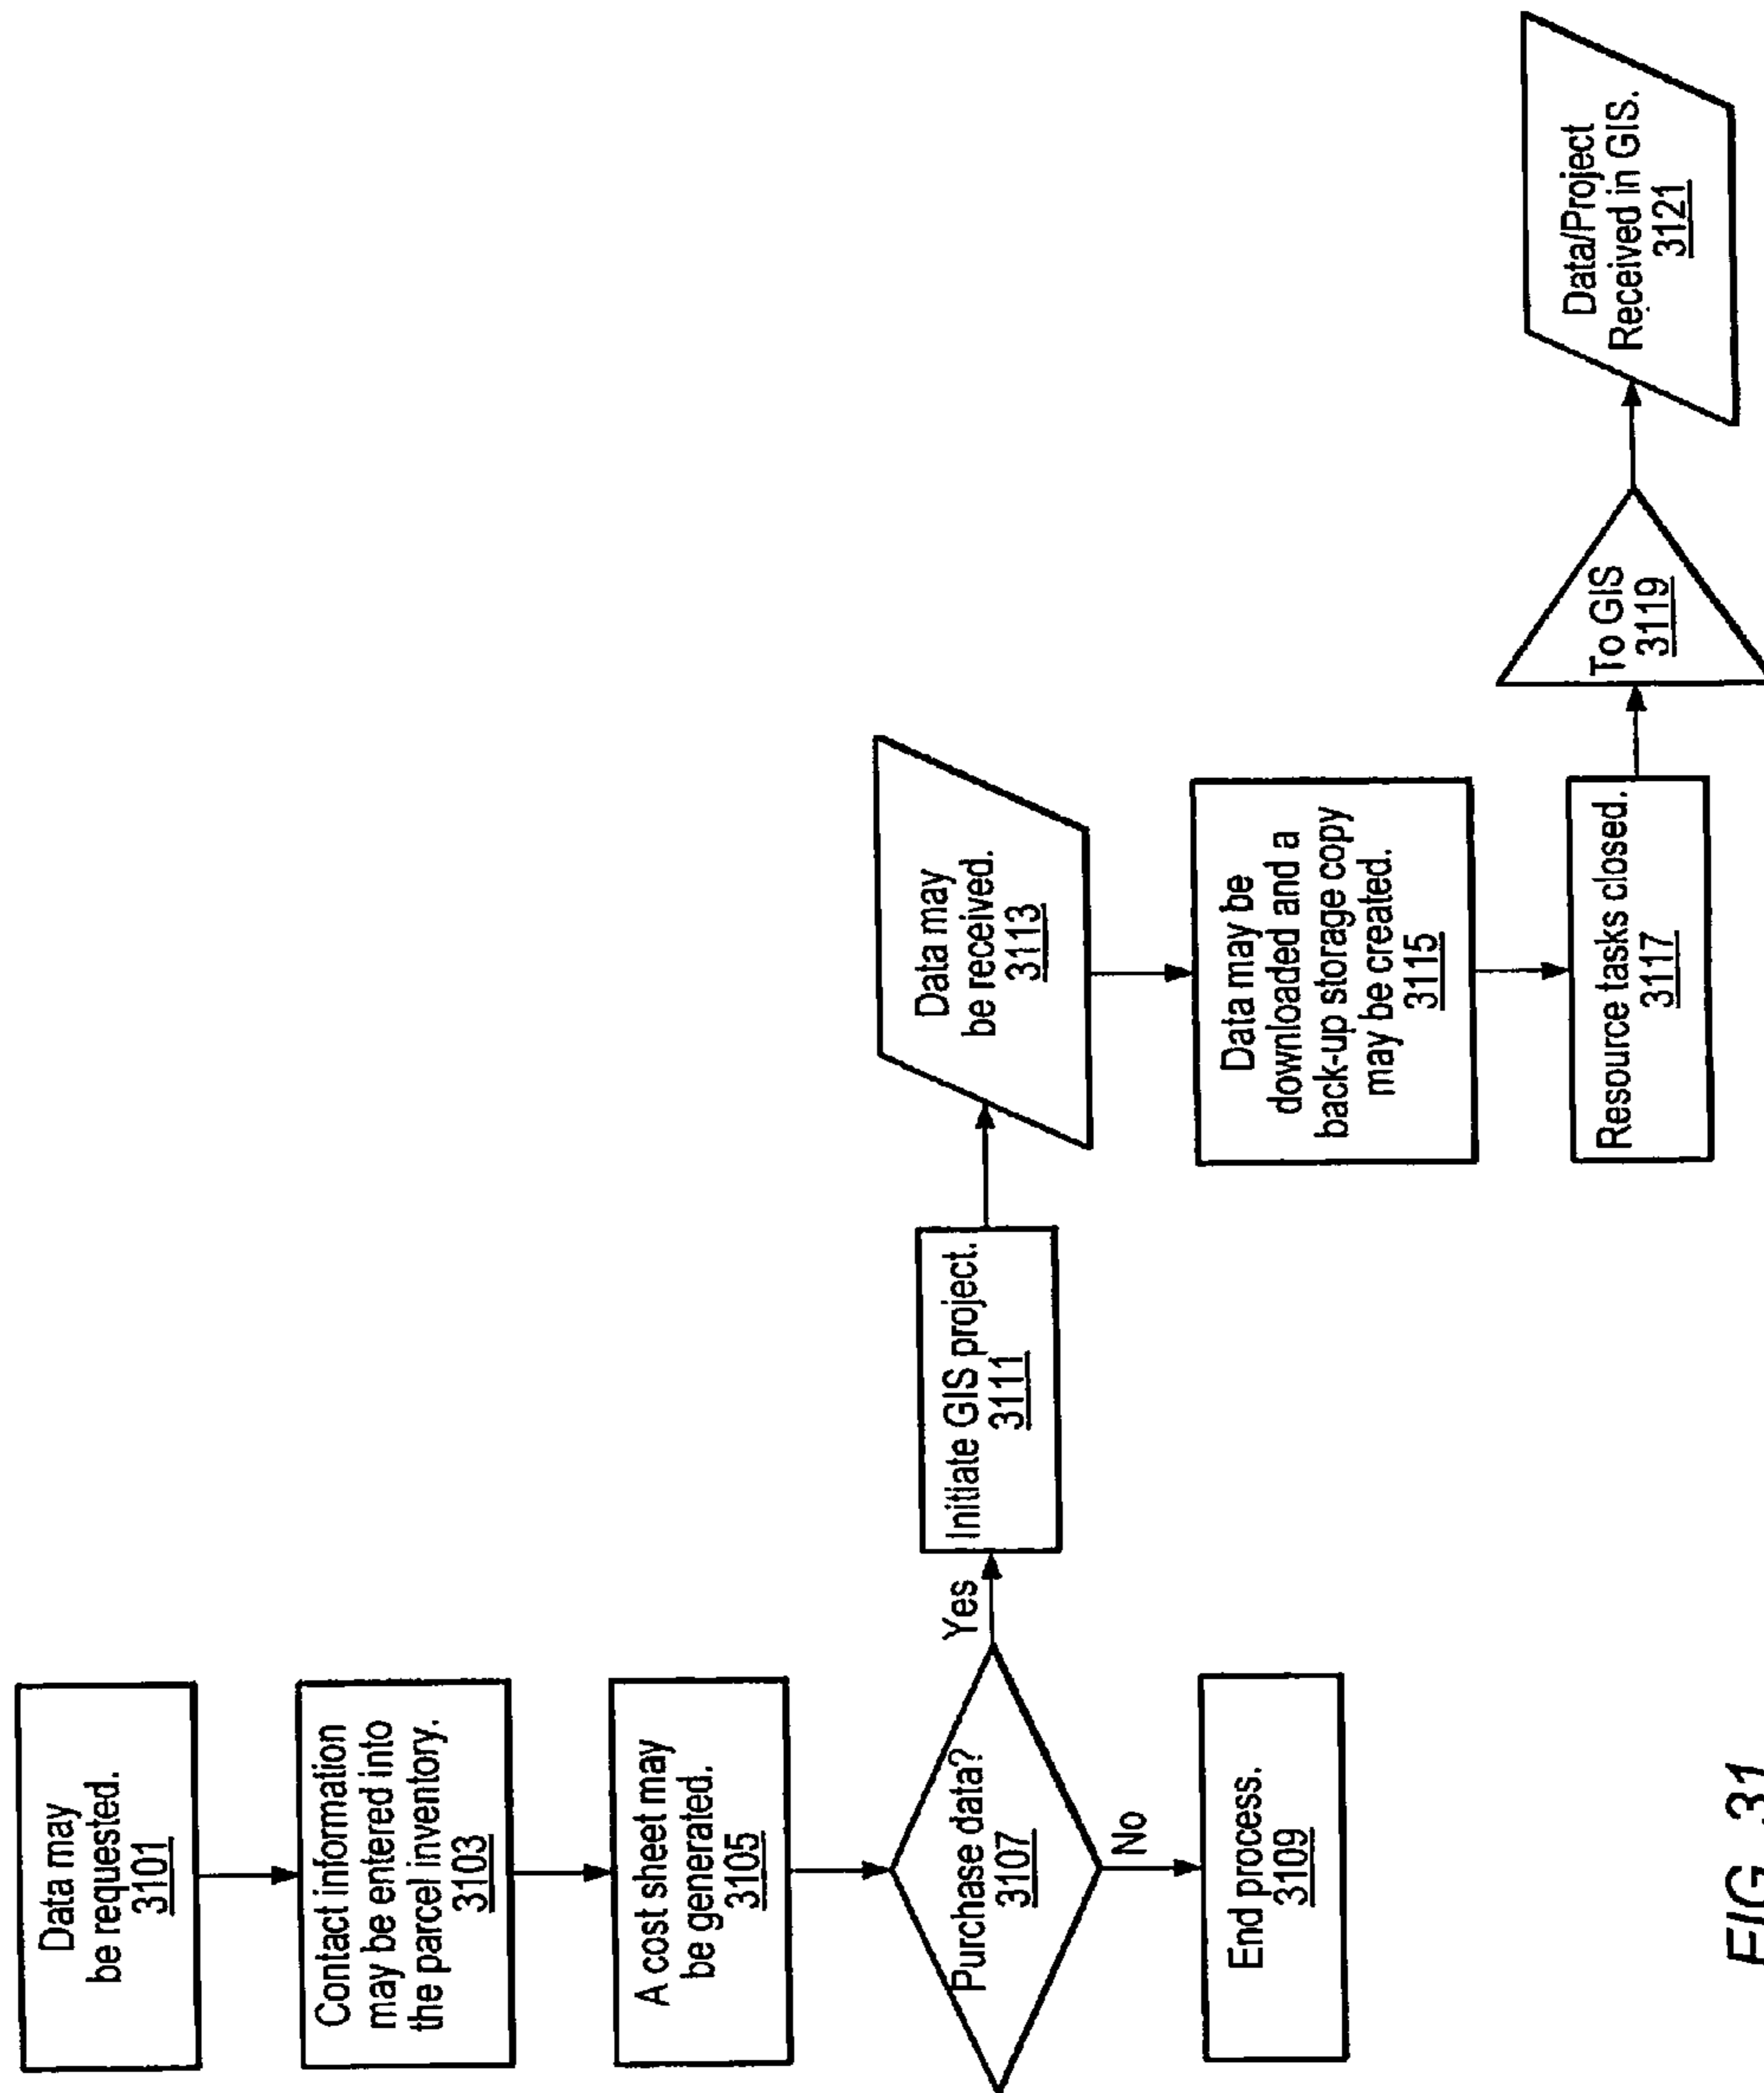 Data may
be requested.
3101
Contact information
may be entered into
the parcel inventory.
3103
A cost sheet may
be generated.
3105
Purchase data?
3107
No
End process.
3109
Yes
Initiate GIS project.
3111
Data may
be received.
3113
Data may be
downloaded and a
back-up storage copy
may be created.
3115
Resource tasks closed.
3117
To GIS
3119
Data/Project
Received in GIS.
3121
FIG. 31